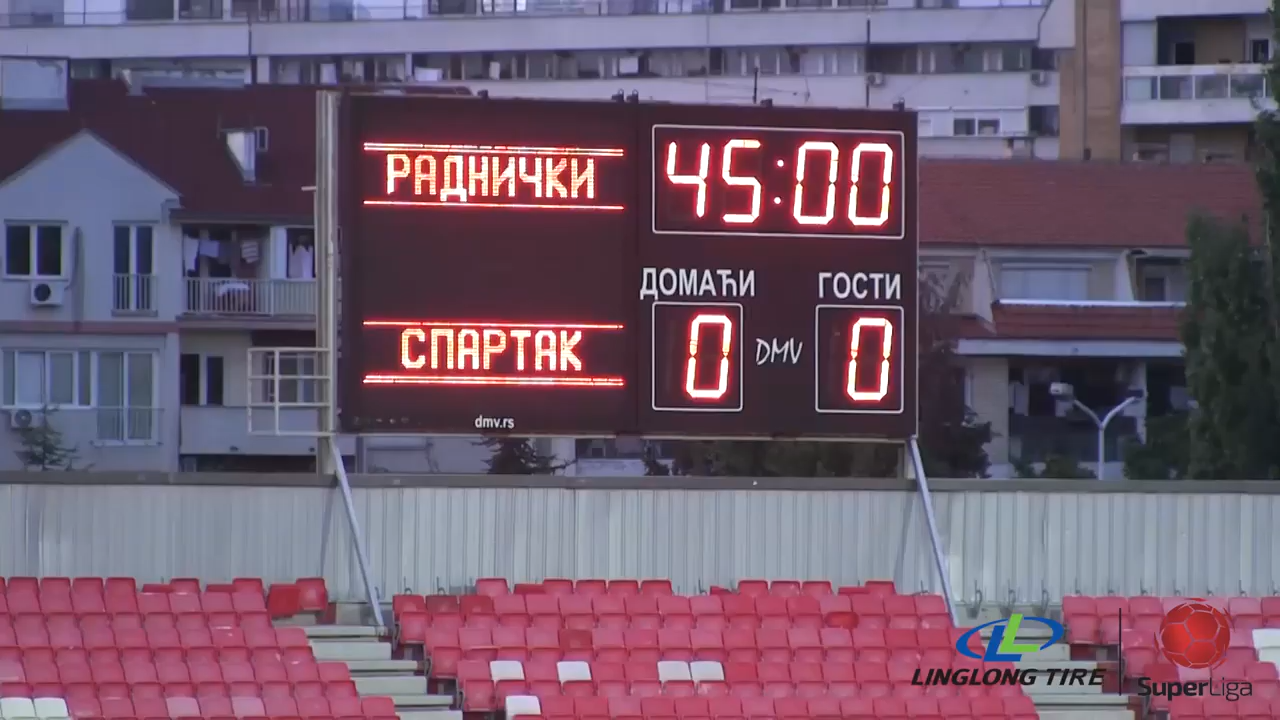 РАДНИЧКИ
45:00
ДОМАЋИ ГОСТИ
СПАРТАК
0 DMV 0
dmv.rs
LINGLONG TIRE
SuperLiga